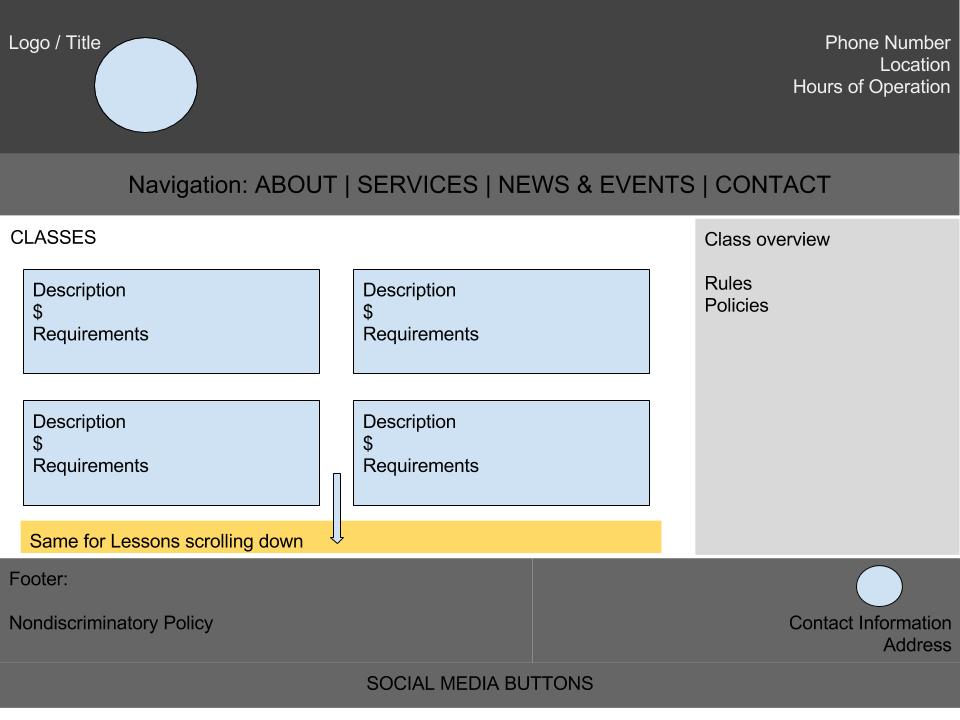 Logo / Title
Phone Number
Location
Hours of Operation
Navigation: ABOUT | SERVICES | NEWS & EVENTS | CONTACT
CLASSES
Description
$
Requirements
Description
$
Requirements
Description
$
Requirements
Description
$
Requirements
Same for Lessons scrolling down
Class overview
Rules
Policies
Footer:
Nondiscriminatory Policy
Contact Information
Address
SOCIAL MEDIA BUTTONS